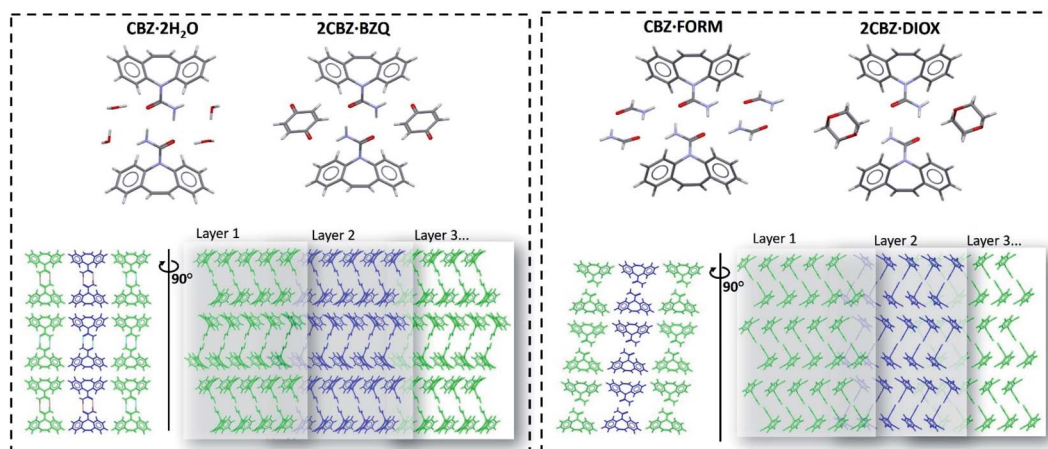 CBZ·2H₂O 2CBZ·BZQ
Layer 1 Layer 2 Layer 3...
90°
CBZ·FORM 2CBZ·DIOX
Layer 1 Layer 2 Layer 3...
90°